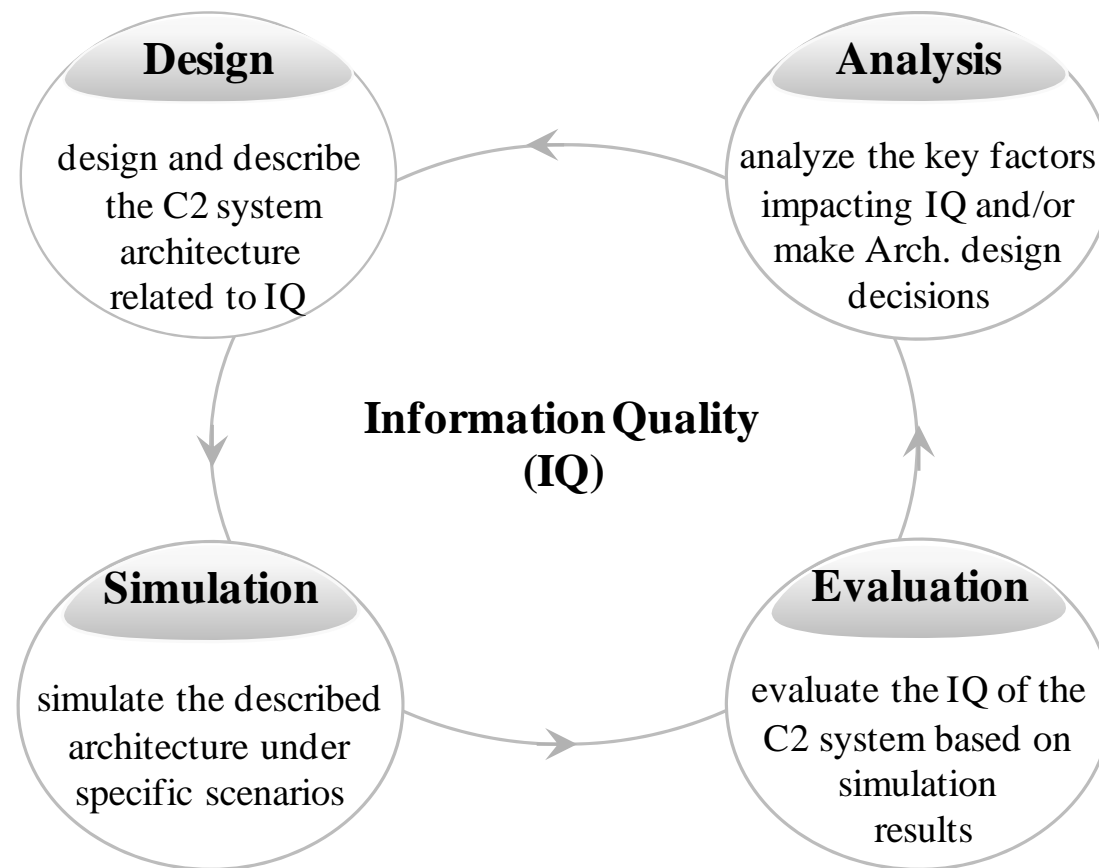 Design
design and describe
the C2 system
architecture
related to IQ
Analysis
analyze the key factors
impacting IQ and/or
make Arch. design
decisions
Information Quality
(IQ)
Simulation
simulate the described
architecture under
specific scenarios
Evaluation
evaluate the IQ of the
C2 system based on
simulation
results